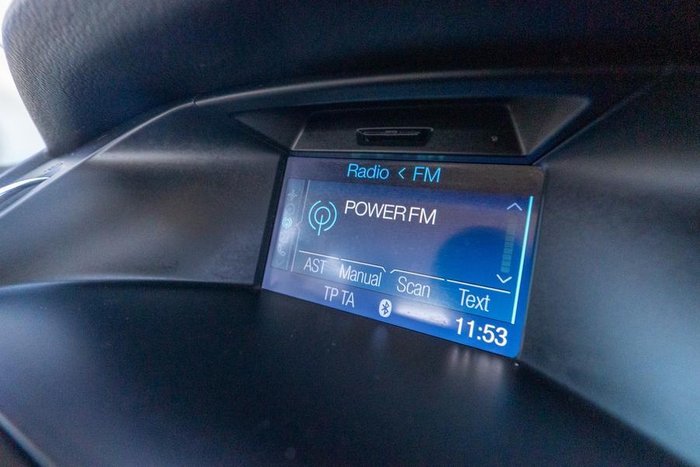 Radio < FM
POWER FM
AST Manual Scan Text
TP TA
11:53